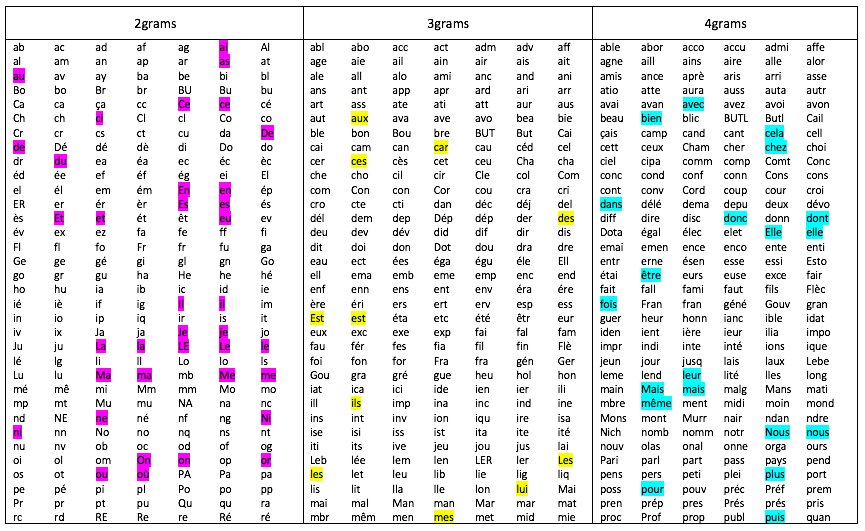 2grams 3grams 4grams
ab ac ad af ag ai Al abl abo acc act adm adv aff able abor acco accu admi affe
al am an ap ar as at age aie ail ain air ais ait agne aill ains aire alle alor
au av ay ba be bi bl ale all alo ami anc and ani amis ance aprè aris arri asse
Bo bo Br br BU Bu bu ans ant app apr ard ari arr atio atte aura auss auta autr
Ca ca ça cc Ce ce cé art ass ate ati att aur aus avai avan avec avez avoi avon
Ch ch ci Cl cl Co co aut aux ava ave avo bea bie beau bien blic BUTL Butl Cail
Cr cr cs ct cu da De ble bon Bou bre BUT But Cai çais camp cand cant cela cell
de Dé dé dè di Do do cai cam can car cau céd cel cett ceux Cham cher chez choi
dr du ea éa éc éc èc cer ces cès cet ceu Cha cha ciel cipa comm comp Comt Conc
éd ée éf éf ég ei El che cho cil cir Cle col Com conc cond conf conn Cons cons
el él em ém En en ép com Con con Cor cou cra cri cont conv Cord coup cour croi
ER er ér èr Es es és cro cte cti dan déc déj del dans délé dema depu deux dévo
ès Et et ét êt eu ev dél dem dep Dép dép der des diff dire disc donc donn dont
év ex ez fa fe ff fi deu dev dév did dif dir dis Dota égal élec elet Elle elle
Fl fl fo Fr fr fu ga dit doi don Dot dou dra dre emai emen ence enco ente enti
Ge ge gé gi gl gn Go eau ect ées éga égu éle Ell entr erne ésen esse essi Esto
go gr gu ha He he hé ell ema emb eme emp enc end étai être eurs euse exce fair
ho hu ia ib ic id ie enf enn ens ent env éra ére fait fall fami faut fils Flèc
ié iè if ig Il il im ère éri ers ert erv esp ess fois Fran fran géné Gouv gran
in io ip iq ir is it Est est éta etc été êtr eur guer heur honn ianc ible idat
iv ix Ja ja Je je jo eux exc exe exp fai fal fam iden ient ière ieur ilia impo
Ju ju La la LE Le le fau fér fés fia fil fin Flè impr indi inte inté ions ique
lé lg li ll Lo lo ls foi fon for Fra fra gén Ger jeun jour jusq lais laux Lebe
Lu lu Ma ma mb Me me Gou gra gré gue heu hol hon leme lend leur lité lles long
mé mê mi Mm mm Mo mo iat ica ici ide ien ier ili main Mais mais malg Mans mati
mp mt Mu mu NA na nc ill ils imp ina inc ind ine mbre même ment midi moin mond
nd NE ne né nf ng Ni ins int inv ion iqu ire isa Mons mont Murr nair ndan ndre
ni nn No no nq ns nt ise isi iss ist ita ite ité Nich nomb nomm notr Nous nous
nu nv ob oc od of og iti its ive jeu jou jus lai nouv olas onal onne orga ours
oi ol om On on op or Leb lée lem len LER ler Les Pari parl part pass pays pend
os ot ou où PA Pa pa les let leu lib lie lig liq pens pers peti plei plus port
pe pé pi pl Po po pp lis lit lla lle lon lui Mai poss pour pouv préc Préf prem
Pr pr pt pu Qu qu ra mai mal Man man Mar mar mat pren prép pres Prés prés pris
rc rd RE Re re Ré ré mbr mêm men mes met mid mie proc Prof prop publ puis quan